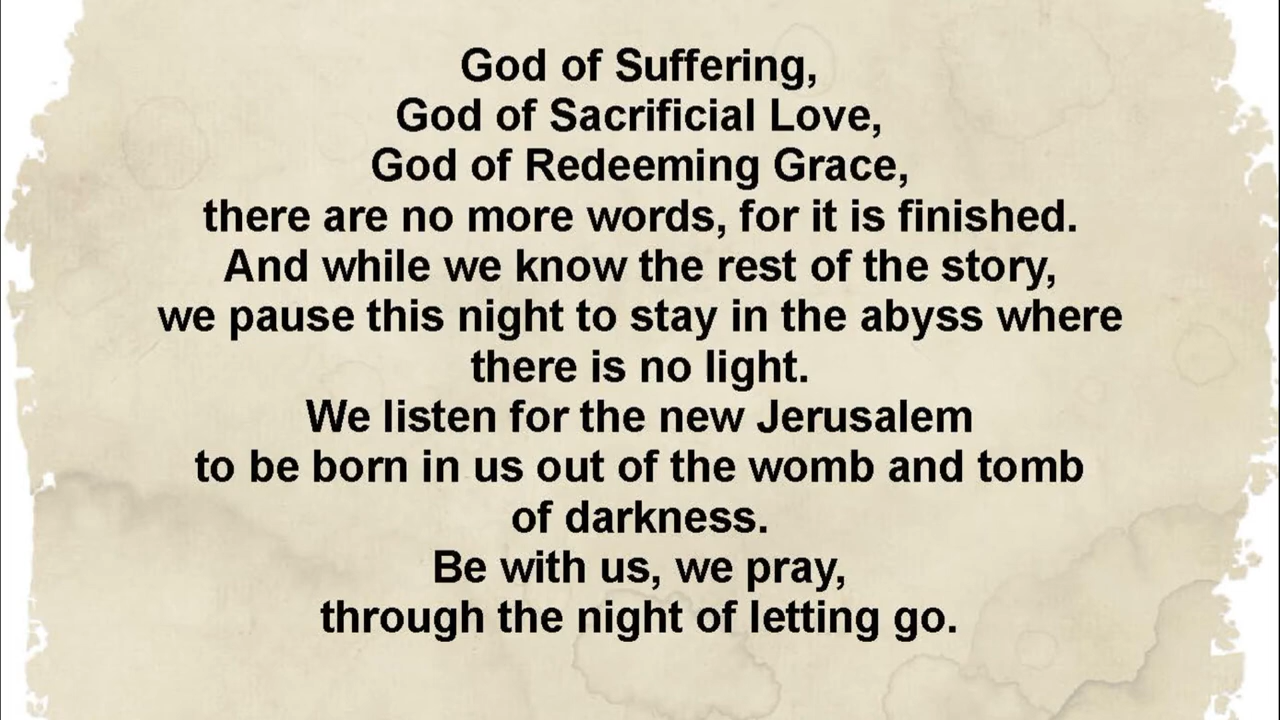 God of Suffering,
God of Sacrificial Love,
God of Redeeming Grace,
there are no more words, for it is finished.
And while we know the rest of the story,
we pause this night to stay in the abyss where
there is no light.
We listen for the new Jerusalem
to be born in us out of the womb and tomb
of darkness.
Be with us, we pray,
through the night of letting go.